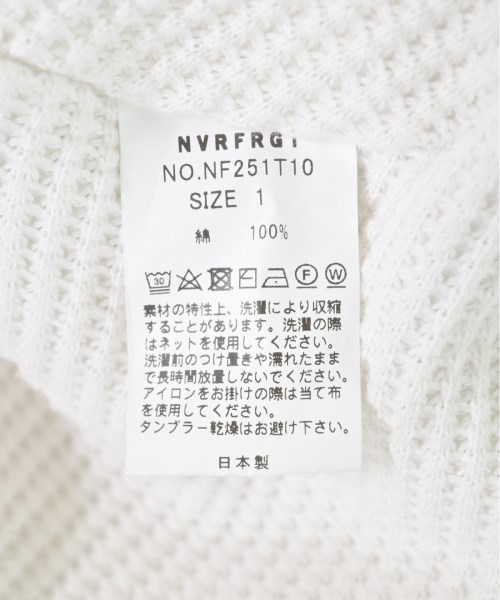 NVRFRGT
NO.NF251T10
SIZE 1
綿 100%
30 F W
素材の特性上、洗濯により収縮
することがあります。洗濯の際
はネットを使用してください。
洗濯前のつけ置きや濡れたまま
で長時間放置しないでください。
アイロンをお掛けの際は当て布
を使用してください。
タンブラー乾燥はお避け下さい。
日本製